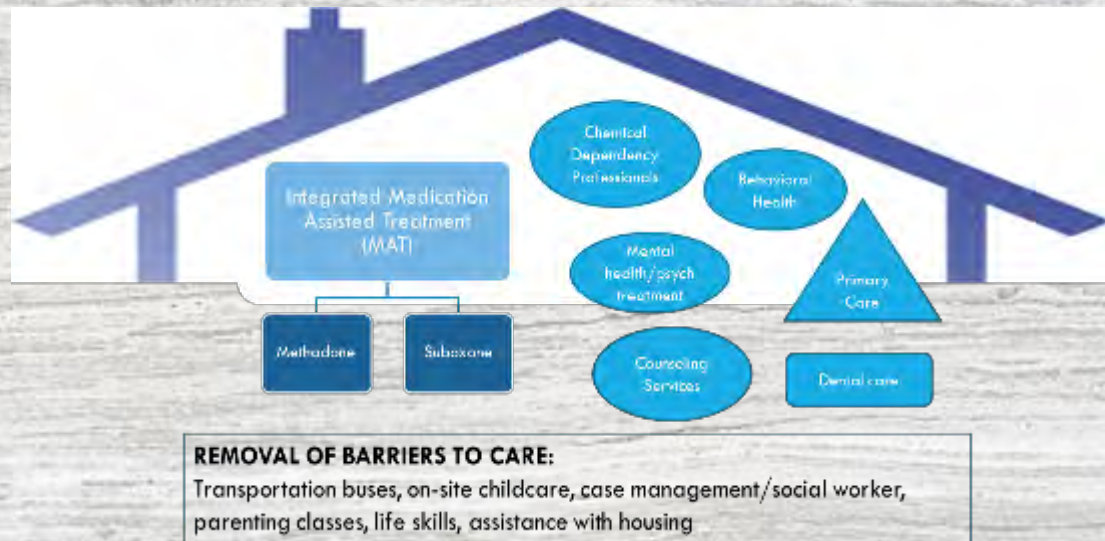 Chemical
Dependency
Professionals
Behavioral
Health
Integrated Medication
Assisted Treatment
(MAT)
Mental
health/psych
treatment
Primary
Care
Methadone
Suboxone
Counseling
Services
Dental care
REMOVAL OF BARRIERS TO CARE:
Transportation buses, on-site childcare, case management/social worker,
parenting classes, life skills, assistance with housing